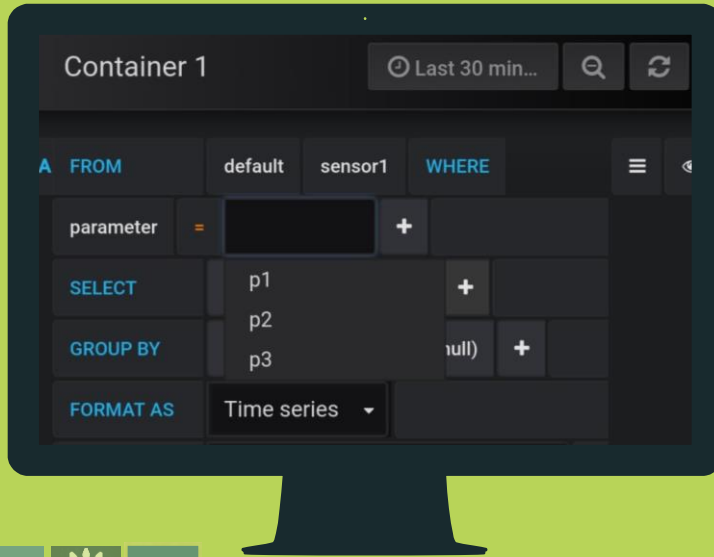 Container 1 Last 30 min...
A FROM default sensor1 WHERE
parameter = +
p1
SELECT +
p2
GROUP BY null) +
p3
FORMAT AS Time series